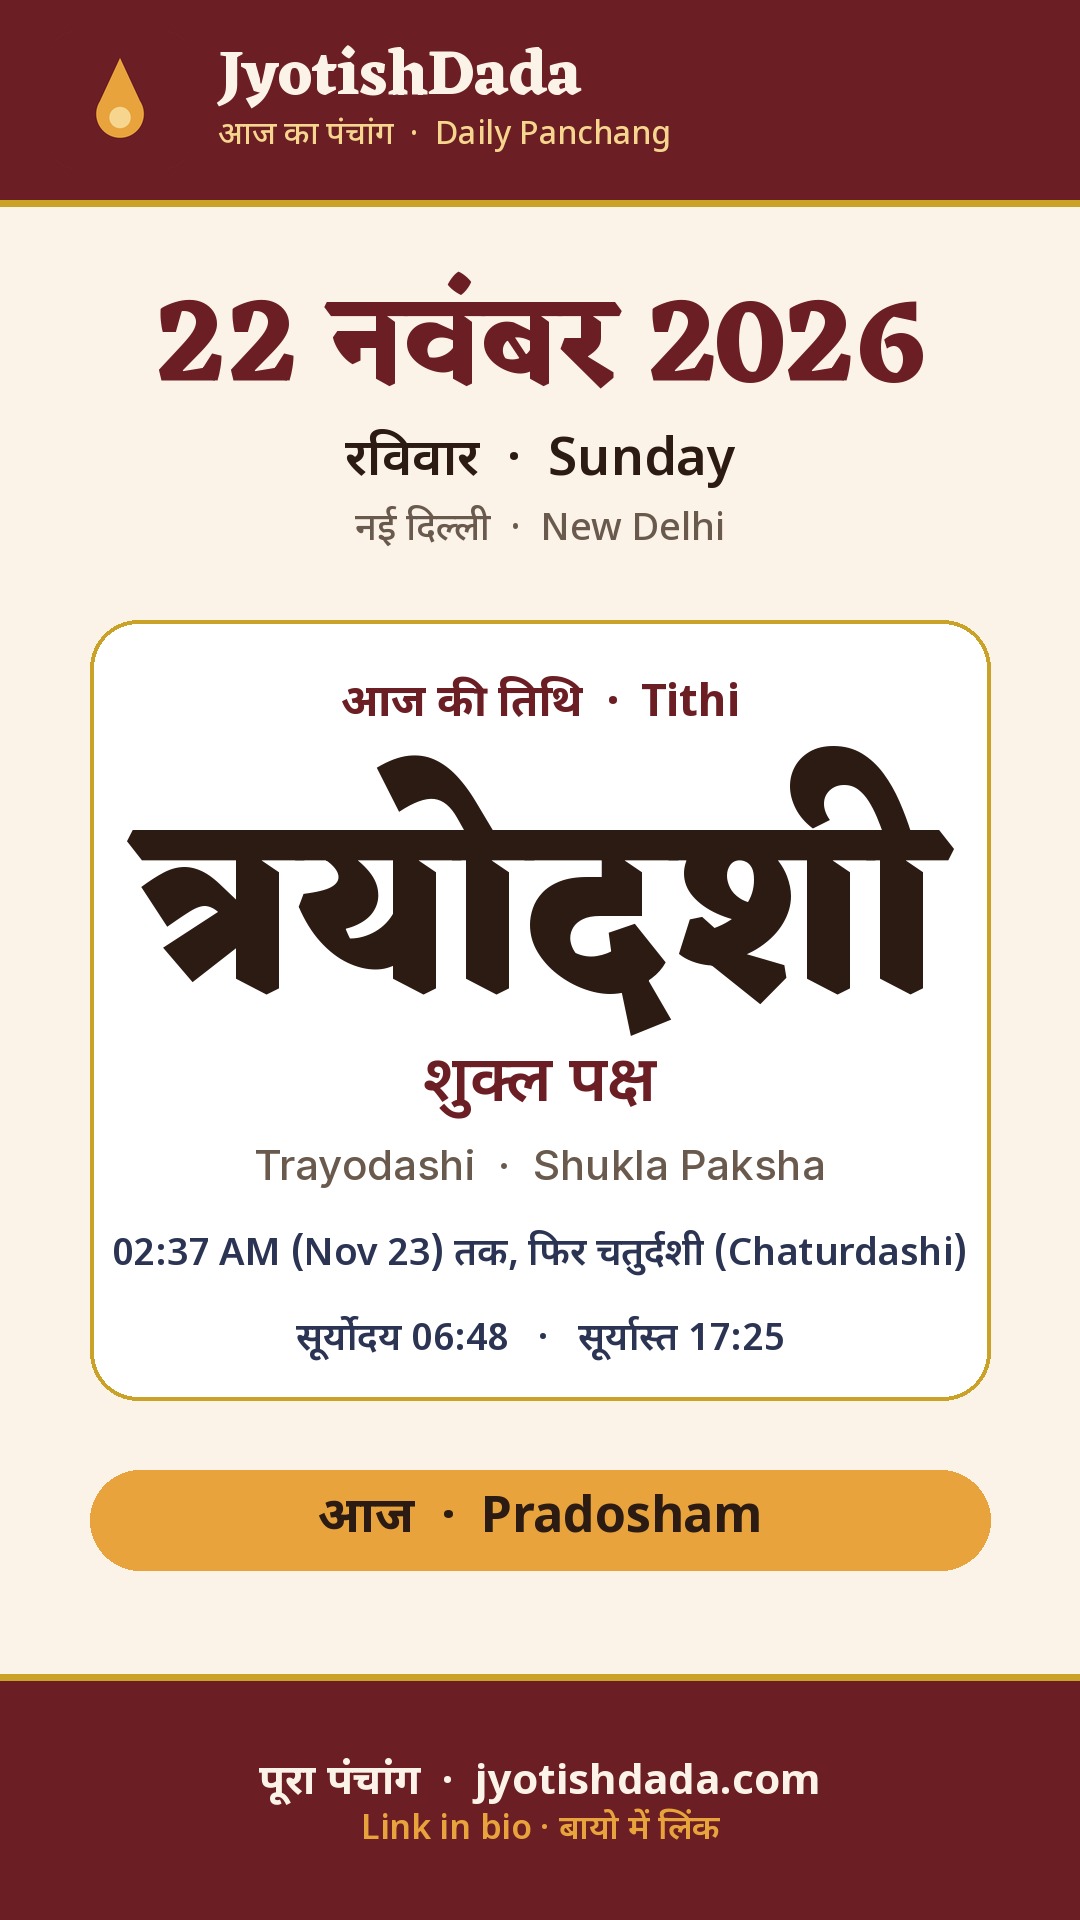 JyotishDada
आज का पंचांग · Daily Panchang
22 नवंबर 2026
रविवार · Sunday
नई दिल्ली · New Delhi
आज की तिथि · Tithi
त्रयोदशी
शुक्ल पक्ष
Trayodashi · Shukla Paksha
02:37 AM (Nov 23) तक, फिर चतुर्दशी (Chaturdashi)
सूर्योदय 06:48 · सूर्यास्त 17:25
आज · Pradosham
पूरा पंचांग · jyotishdada.com
Link in bio · बायो में लिंक